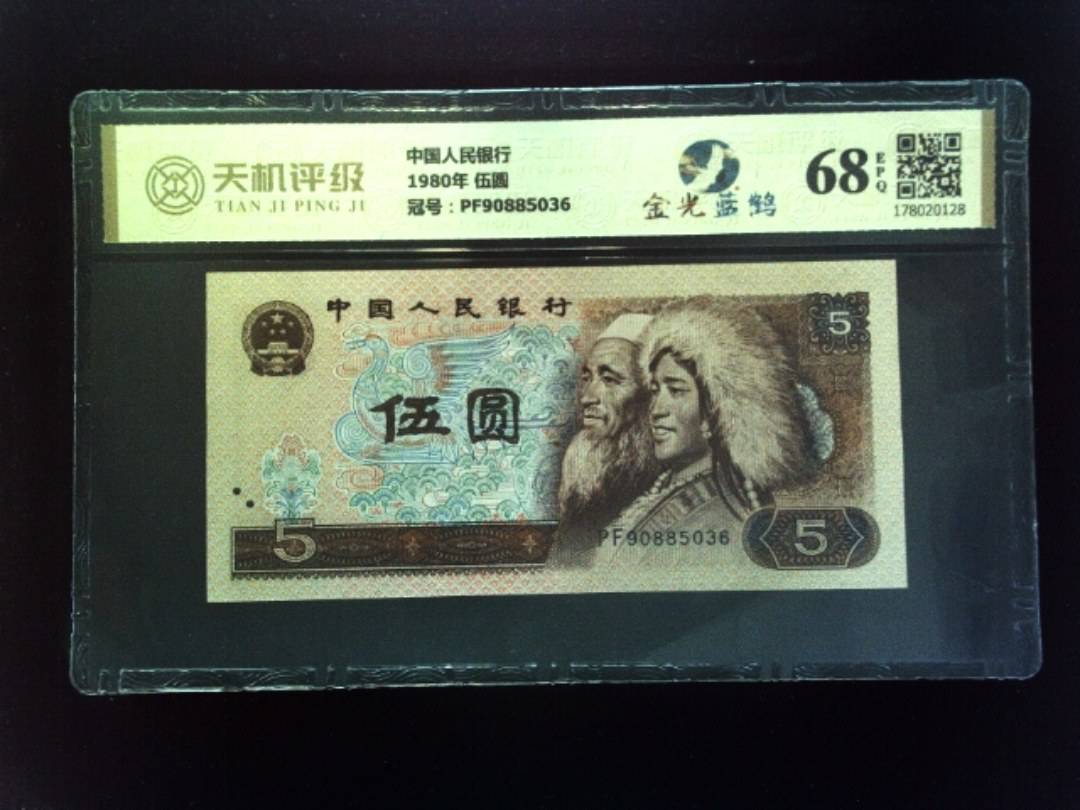 天机评级
TIAN JI PING JI
中国人民银行
1980年 伍圆
冠号：PF90885036
金光蓝鹤
68
EPQ
178020128
中国人民银行
5
伍圆
5
PF90885036
5